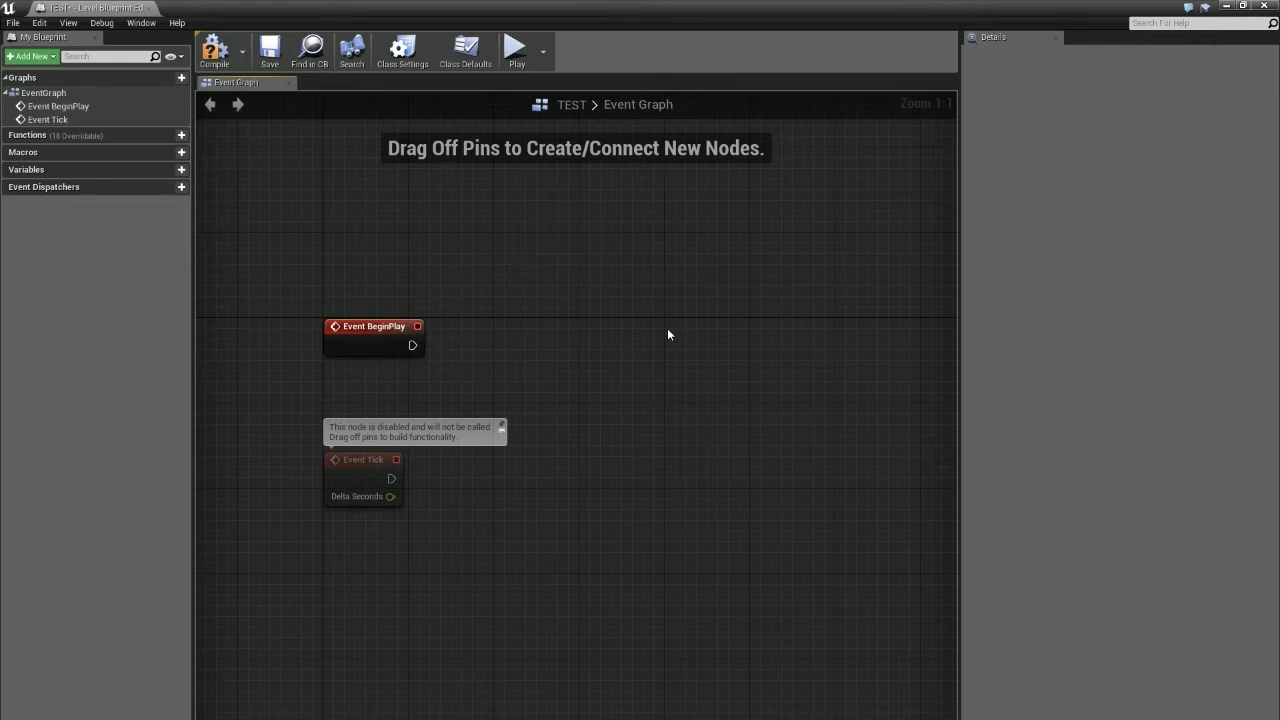 TEST* - Level Blueprint Ed
File Edit View Debug Window Help
Search For Help
My Blueprint
Details
Add New
Search
Compile
Save
Find in CB
Search
Class Settings
Class Defaults
Play
Graphs
Event Graph
EventGraph
Event BeginPlay
Event Tick
TEST > Event Graph
Zoom 1:1
Functions (18 Overridable)
Macros
Variables
Event Dispatchers
Drag Off Pins to Create/Connect New Nodes.
Event BeginPlay
This node is disabled and will not be called.
Drag off pins to build functionality.
Event Tick
Delta Seconds